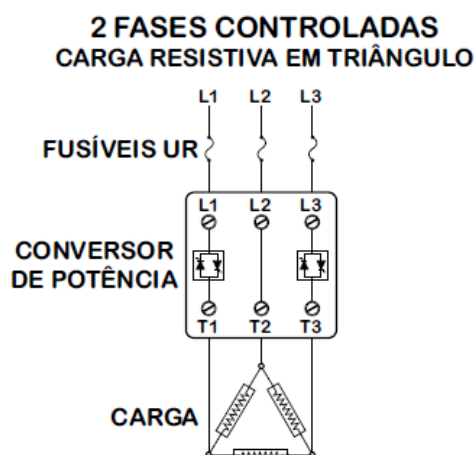 2 FASES CONTROLADAS
CARGA RESISTIVA EM TRIÂNGULO
L1 L2 L3
FUSÍVEIS UR
L1 L2 L3
CONVERSOR
DE POTÊNCIA
T1 T2 T3
CARGA